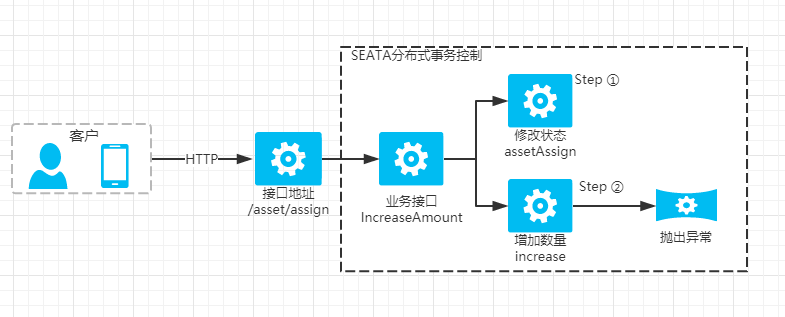 SEATA分布式事务控制
Step ①
客户
修改状态
assetAssign
HTTP
接口地址
/asset/assign
业务接口
IncreaseAmount
Step ②
增加数量
increase
抛出异常